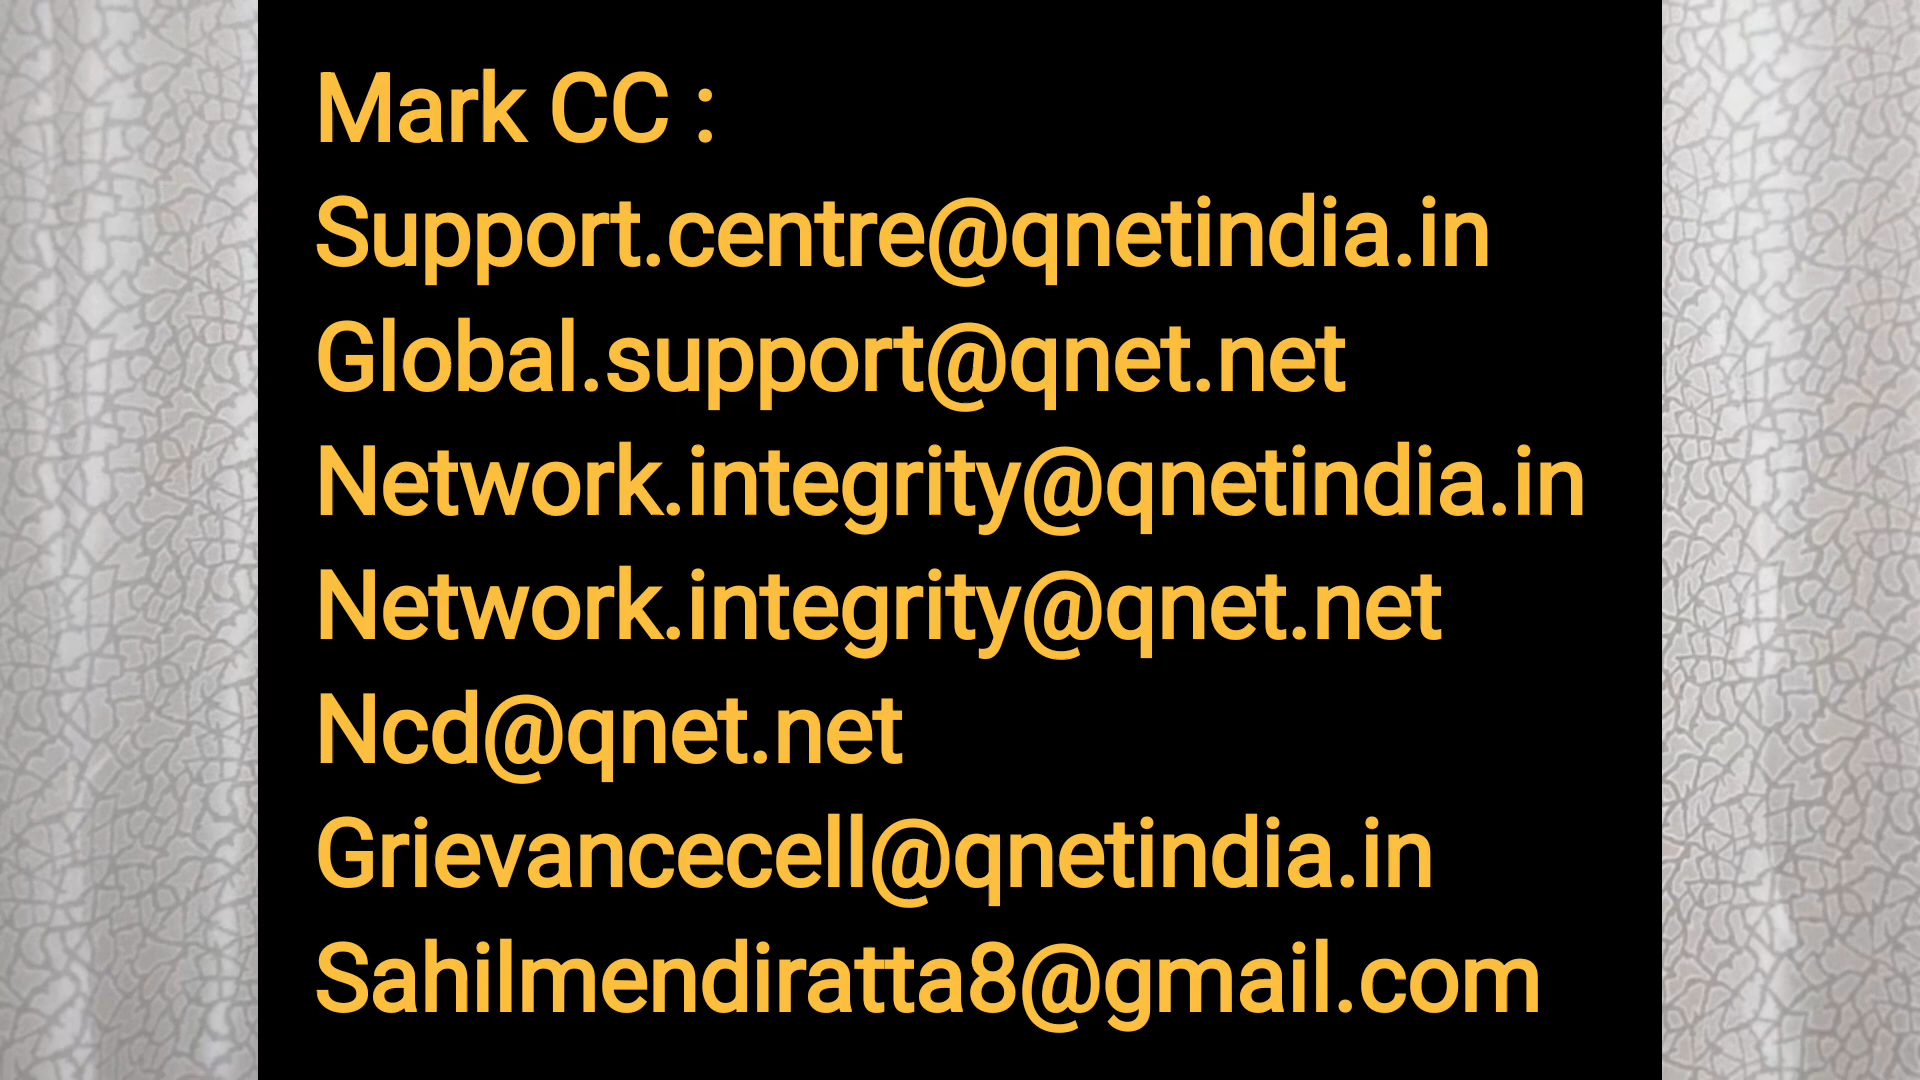 Mark CC :
Support.centre@qnetindia.in
Global.support@qnet.net
Network.integrity@qnetindia.in
Network.integrity@qnet.net
Ncd@qnet.net
Grievancecell@qnetindia.in
Sahilmendiratta8@gmail.com